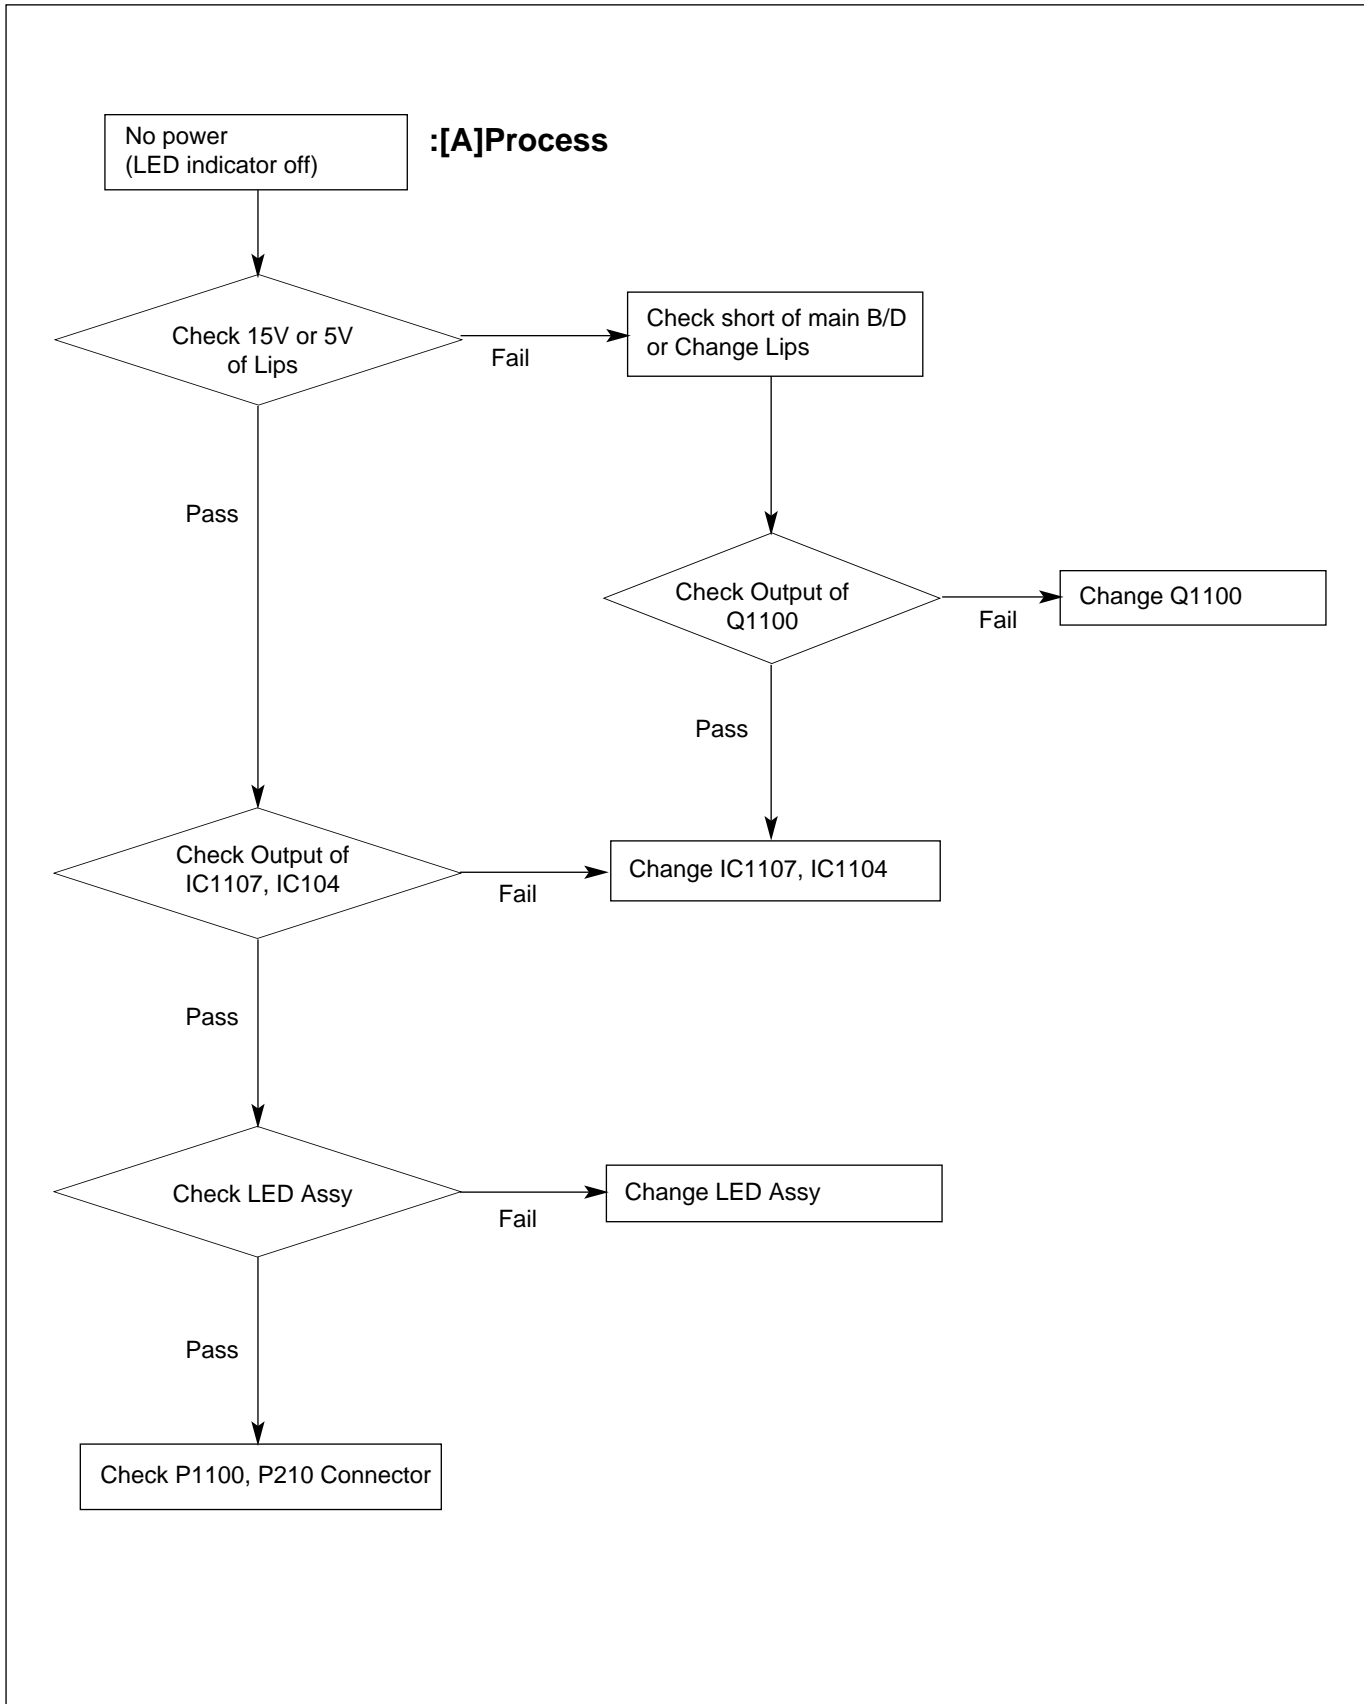 No power
(LED indicator off)
:[A]Process
Check 15V or 5V
of Lips
Fail
Check short of main B/D
or Change Lips
Pass
Check Output of
Q1100
Fail
Change Q1100
Pass
Check Output of
IC1107, IC104
Fail
Change IC1107, IC1104
Pass
Check LED Assy
Fail
Change LED Assy
Pass
Check P1100, P210 Connector